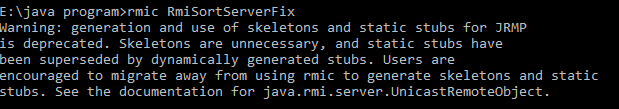 E:\java program>rmic RmiSortServerFix
Warning: generation and use of skeletons and static stubs for JRMP
is deprecated. Skeletons are unnecessary, and static stubs have
been superseded by dynamically generated stubs. Users are
encouraged to migrate away from using rmic to generate skeletons and static
stubs. See the documentation for java.rmi.server.UnicastRemoteObject.